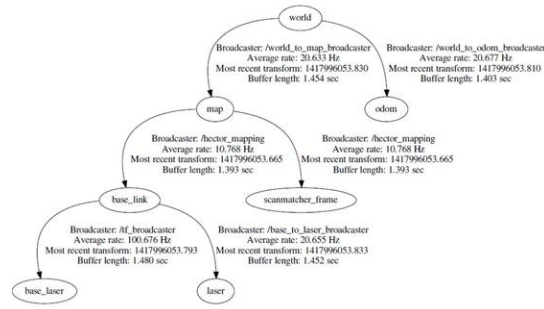 world
Broadcaster: /world_to_map_broadcaster
Average rate: 20.633 Hz
Most recent transform: 1417996053.830
Buffer length: 1.454 sec
Broadcaster: /world_to_odom_broadcaster
Average rate: 20.677 Hz
Most recent transform: 1417996053.810
Buffer length: 1.403 sec
map
odom
Broadcaster: /hector_mapping
Average rate: 10.768 Hz
Most recent transform: 1417996053.665
Buffer length: 1.393 sec
Broadcaster: /hector_mapping
Average rate: 10.768 Hz
Most recent transform: 1417996053.665
Buffer length: 1.393 sec
base_link
scanmatcher_frame
Broadcaster: /tf_broadcaster
Average rate: 100.676 Hz
Most recent transform: 1417996053.793
Buffer length: 1.480 sec
Broadcaster: /base_to_laser_broadcaster
Average rate: 20.655 Hz
Most recent transform: 1417996053.833
Buffer length: 1.452 sec
base_laser
laser